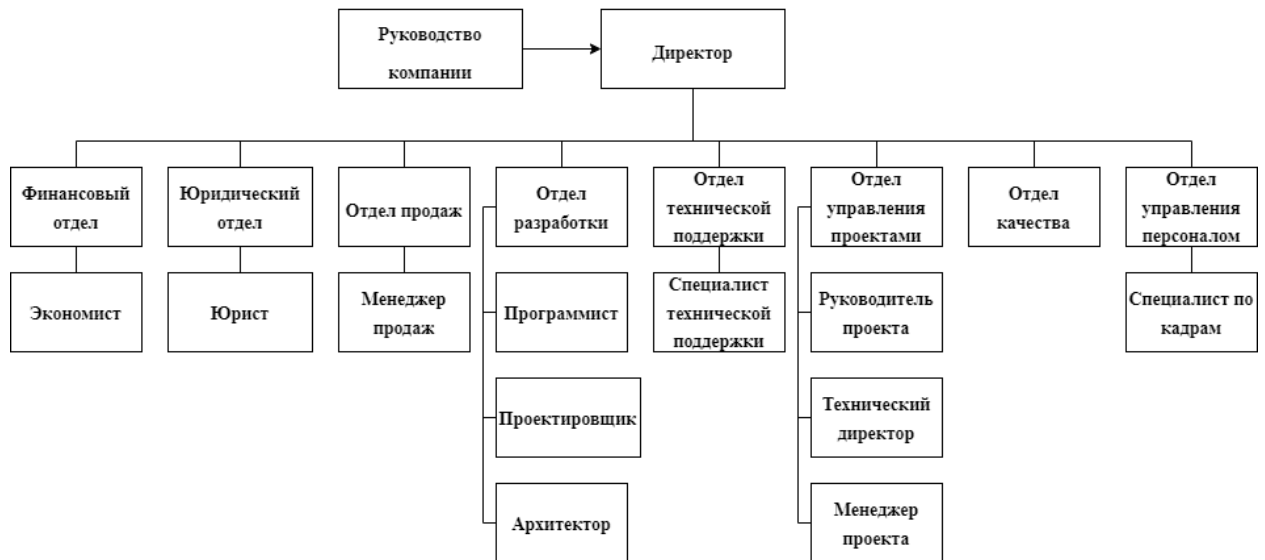 Руководство
компании
Директор
Финансовый
отдел
Юридический
отдел
Отдел продаж
Отдел
разработки
Отдел
технической
поддержки
Отдел
управления
проектами
Отдел
качества
Отдел
управления
персоналом
Экономист
Юрист
Менеджер
продаж
Программист
Специалист
технической
поддержки
Руководитель
проекта
Специалист по
кадрам
Проектировщик
Технический
директор
Архитектор
Менеджер
проекта